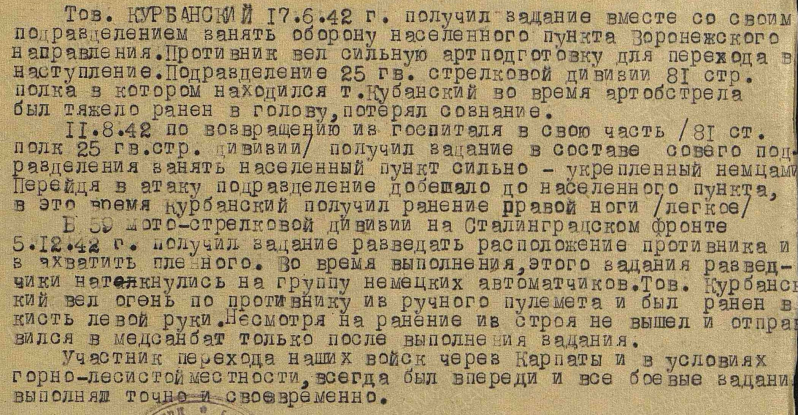 Тов. КУРБАНСКИЙ 17.6.42 г. получил задание вместе со своим
подразделением занять оборону населенного пункта Воронежского
направления.Противник вел сильную артподготовку для перехода в
наступление.Подразделение 25 гв. стрелковой дивизии 81 стр.
полка в котором находился т.Кубанский во время артобстрела
был тяжело ранен в голову,потерял сознание.
11.8.42 по возвращению из госпиталя в свою часть /81 ст.
полк 25 гв.стр. дивизии/ получил задание в составе совего под-
разделения занять населенный пункт сильно - укрепленный немцами
Перейдя в атаку подразделение добешало до населенного пункта,
в это время Курбанский получил ранение правой ноги /легкое/
В 59 мото-стрелковой дивизии на Сталинградском фронте
5.12.42 г. получил задание разведать расположение противника и
захватить пленного. Во время выполнения,этого задания развед-
чики натолкнулись на группу немецких автоматчиков.Тов. Курбанс
кий вел огень по противнику из ручного пулемета и был ранен в
кисть левой руки.Несмотря на ранение из строя не вышел и отпра
вился в медсанбат только после выполнения задания.
Участник перехода наших войск через Карпаты и в условиях
горно-лесистой местности,всегда был впереди и все боевые задани
выполняш точно и своевременно.